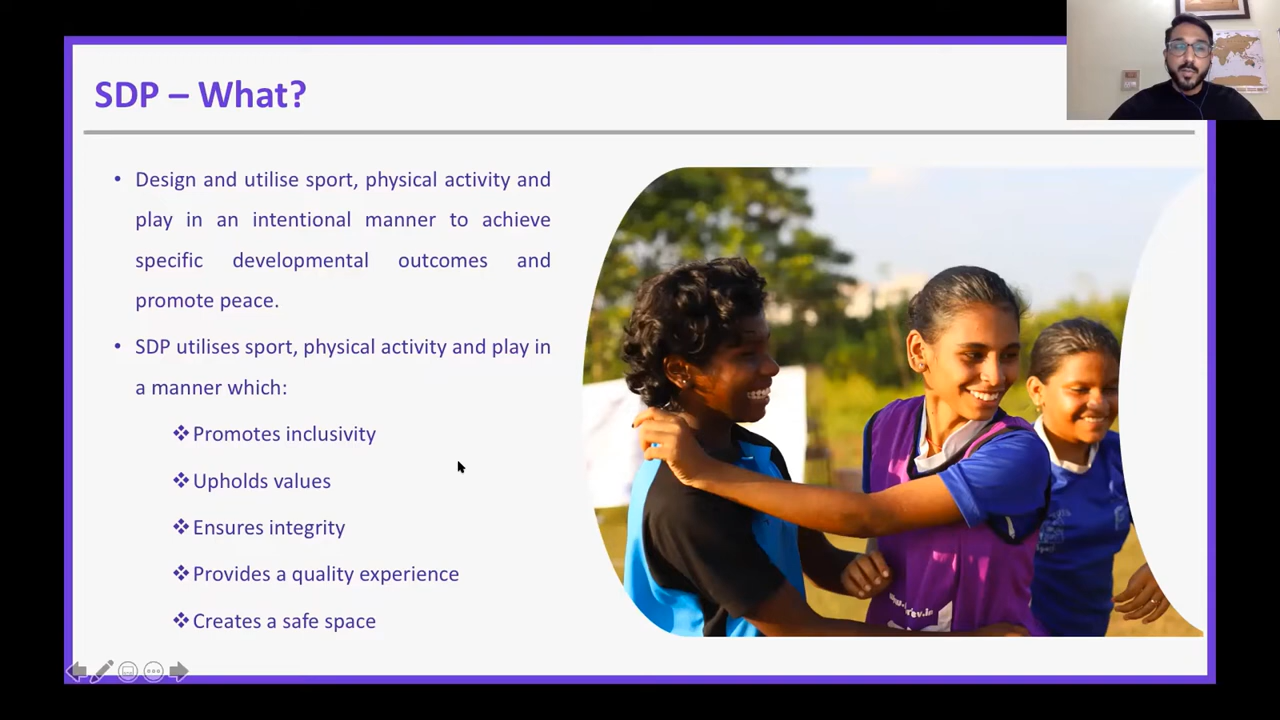 SDP – What?
• Design and utilise sport, physical activity and
play in an intentional manner to achieve
specific developmental outcomes and
promote peace.
• SDP utilises sport, physical activity and play in
a manner which:
❖Promotes inclusivity
❖Upholds values
❖Ensures integrity
❖Provides a quality experience
❖Creates a safe space